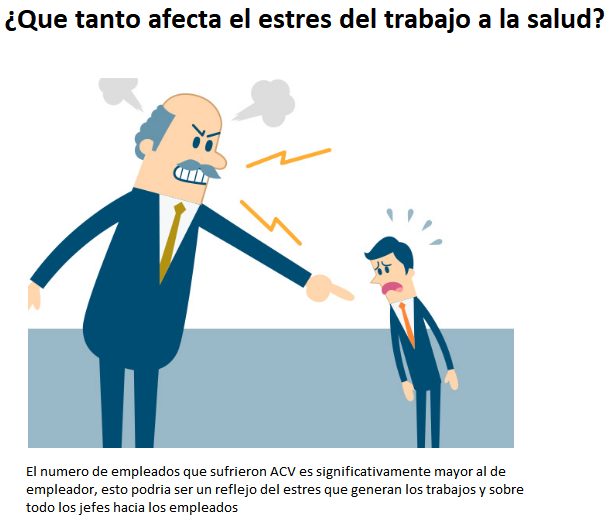 ¿Que tanto afecta el estres del trabajo a la salud?
El numero de empleados que sufrieron ACV es significativamente mayor al de
empleador, esto podria ser un reflejo del estres que generan los trabajos y sobre
todo los jefes hacia los empleados